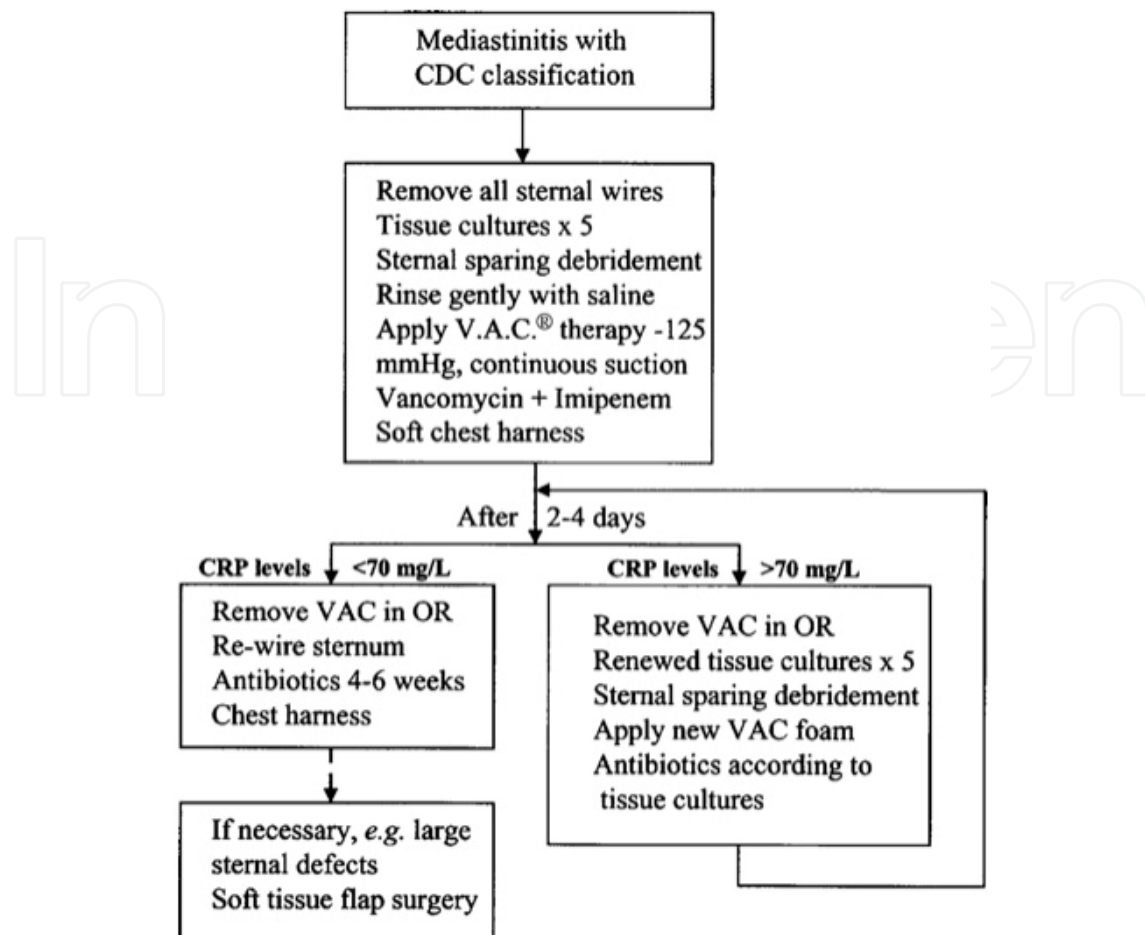 Mediastinitis with
CDC classification
Remove all sternal wires
Tissue cultures x 5
Sternal sparing debridement
Rinse gently with saline
Apply V.A.C.® therapy -125
mmHg, continuous suction
Vancomycin + Imipenem
Soft chest harness
After 2-4 days
CRP levels <70 mg/L
Remove VAC in OR
Re-wire sternum
Antibiotics 4-6 weeks
Chest harness
If necessary, e.g. large
sternal defects
Soft tissue flap surgery
CRP levels >70 mg/L
Remove VAC in OR
Renewed tissue cultures x 5
Sternal sparing debridement
Apply new VAC foam
Antibiotics according to
tissue cultures
In
en